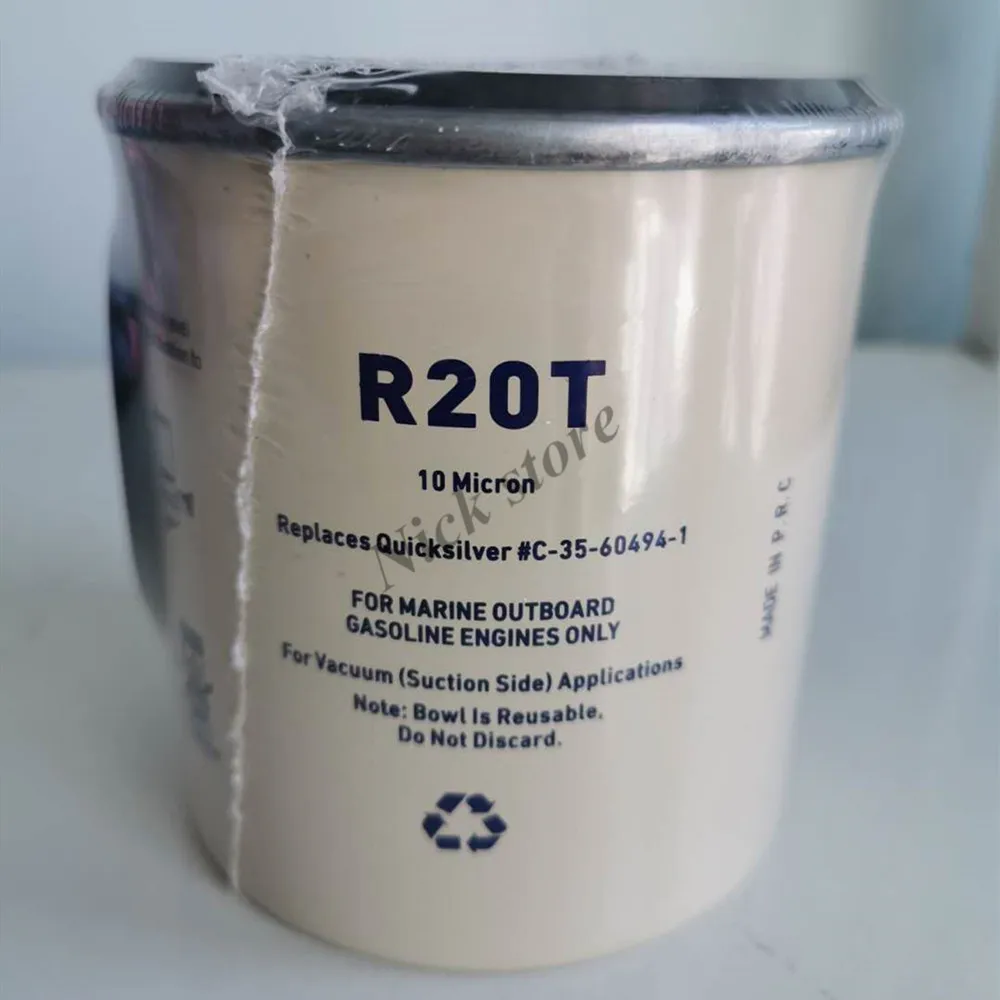 R20T
10 Micron
Replaces Quicksilver #C-35-60494-1
FOR MARINE OUTBOARD
GASOLINE ENGINES ONLY
For Vacuum (Suction Side) Applications
Note: Bowl Is Reusable.
Do Not Discard.
MADE IN P.R.C
Nick store